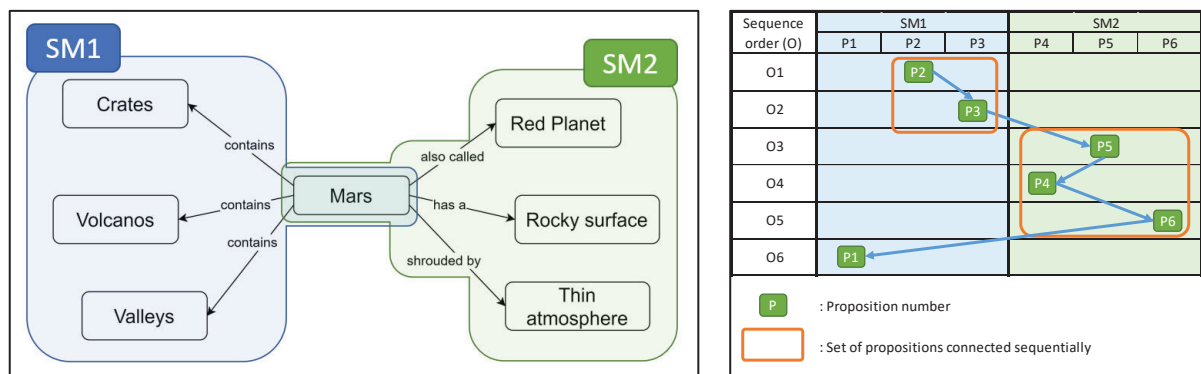 SM1
SM2
Crates
contains
Volcanos
contains
contains
Valleys
Mars
also called
Red Planet
has a
Rocky surface
shrouded by
Thin
atmosphere
Sequence
order (O)
SM1
SM2
P1 P2 P3 P4 P5 P6
O1 P2
O2 P3
O3 P5
O4 P4
O5 P6
O6 P1
P : Proposition number
: Set of propositions connected sequentially